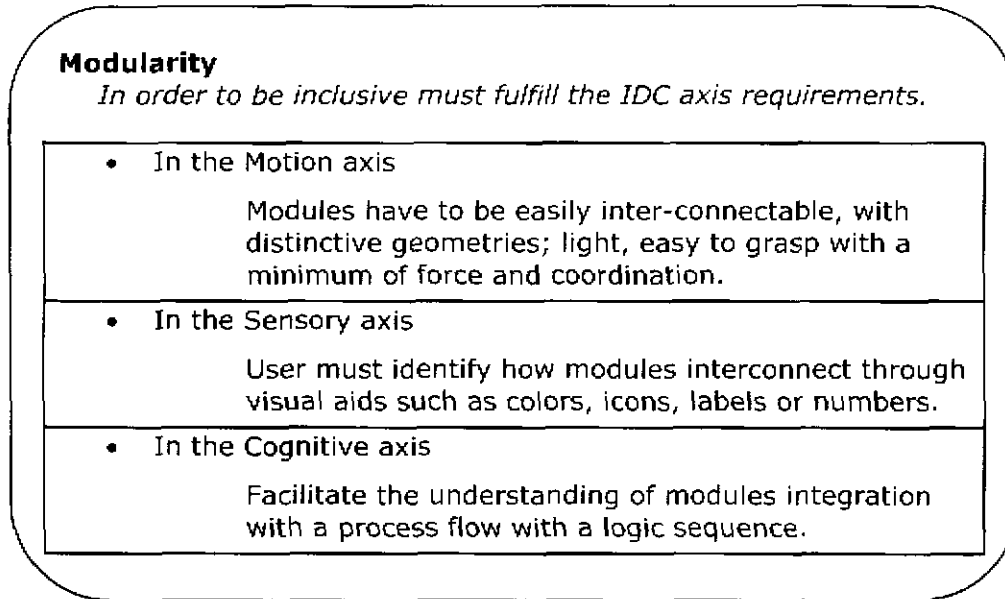 Modularity
In order to be inclusive must fulfill the IDC axis requirements.
• In the Motion axis
Modules have to be easily inter-connectable, with
distinctive geometries; light, easy to grasp with a
minimum of force and coordination.
• In the Sensory axis
User must identify how modules interconnect through
visual aids such as colors, icons, labels or numbers.
• In the Cognitive axis
Facilitate the understanding of modules integration
with a process flow with a logic sequence.